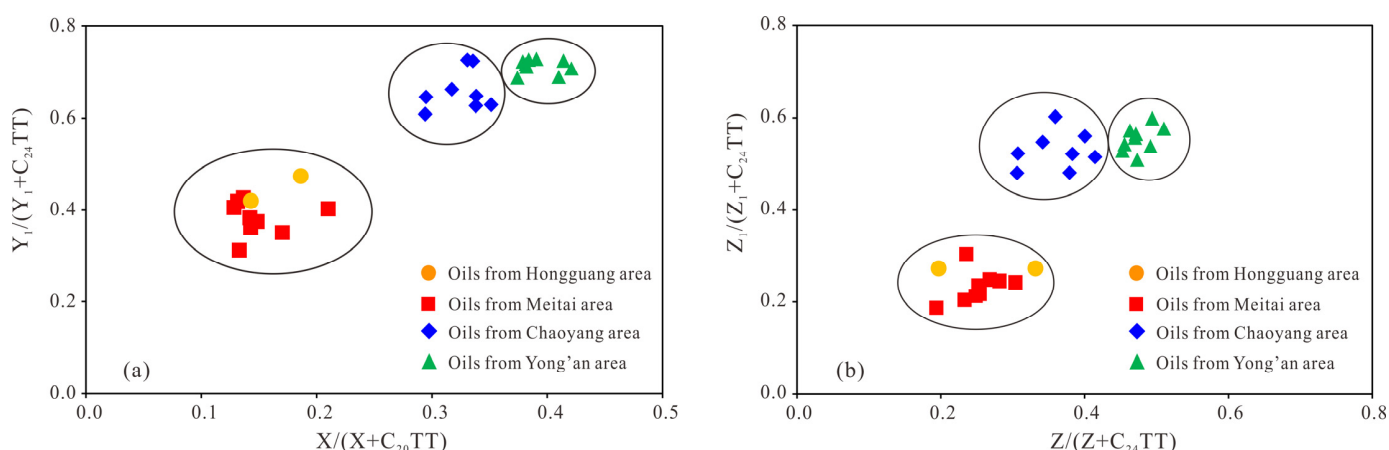 0.8
0.6
0.4
0.2
0.0
0.0
0.1
0.2
0.3
0.4
0.5
Y₁/(Y₁+C₂₄TT)
X/(X+C₂₀TT)
(a)
Oils from Hongguang area
Oils from Meitai area
Oils from Chaoyang area
Oils from Yong'an area
0.8
0.6
0.4
0.2
0.0
0.0
0.2
0.4
0.6
0.8
Z₁/(Z₁+C₂₄TT)
Z/(Z+C₂₄TT)
(b)
Oils from Hongguang area
Oils from Meitai area
Oils from Chaoyang area
Oils from Yong'an area